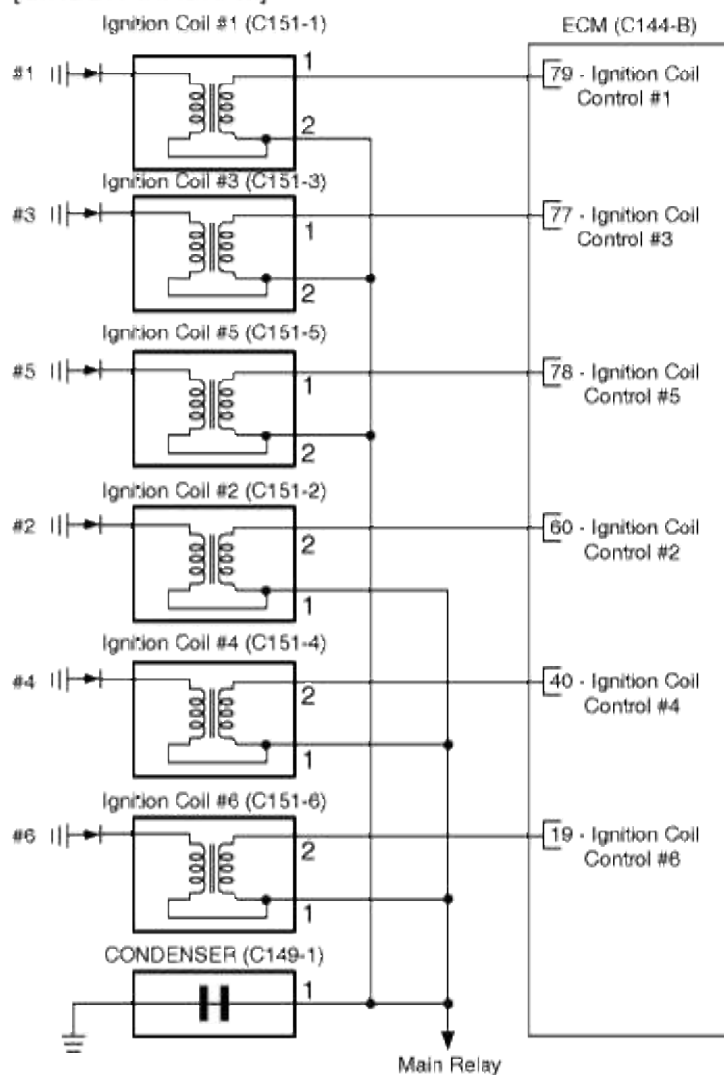 Ignition Coil #1 (C151-1)
ECM (C144-B)
#1
1
2
79 - Ignition Coil
Control #1
Ignition Coil #3 (C151-3)
#3
1
2
77 - Ignition Coil
Control #3
Ignition Coil #5 (C151-5)
#5
1
2
78 - Ignition Coil
Control #5
Ignition Coil #2 (C151-2)
#2
2
1
60 - Ignition Coil
Control #2
Ignition Coil #4 (C151-4)
#4
2
1
40 - Ignition Coil
Control #4
Ignition Coil #6 (C151-6)
#6
2
1
19 - Ignition Coil
Control #6
CONDENSER (C149-1)
1
Main Relay